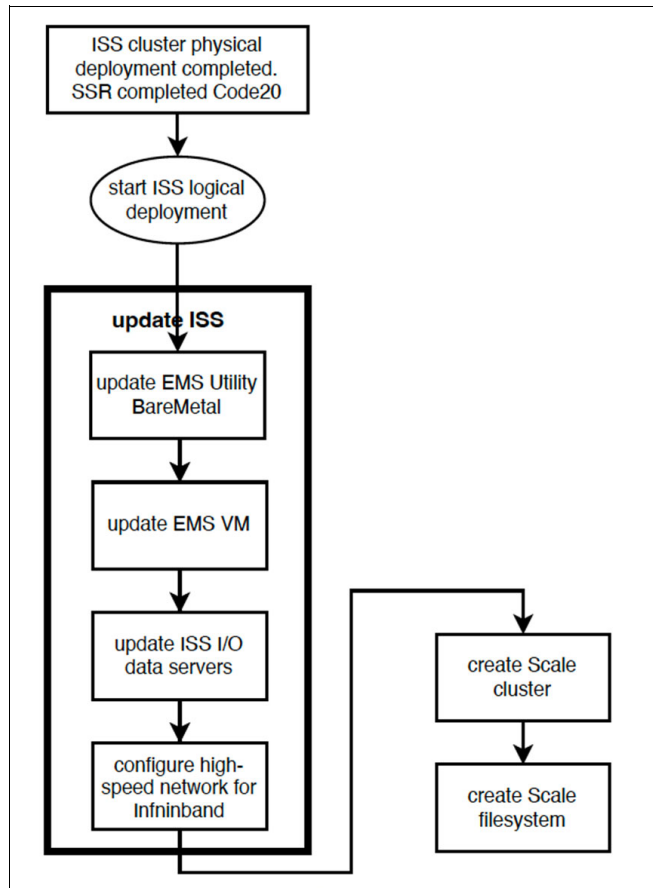 ISS cluster physical
deployment completed.
SSR completed Code20
start ISS logical
deployment
update ISS
update EMS Utility
BareMetal
update EMS VM
update ISS I/O
data servers
configure high-
speed network for
Infninband
create Scale
cluster
create Scale
filesystem